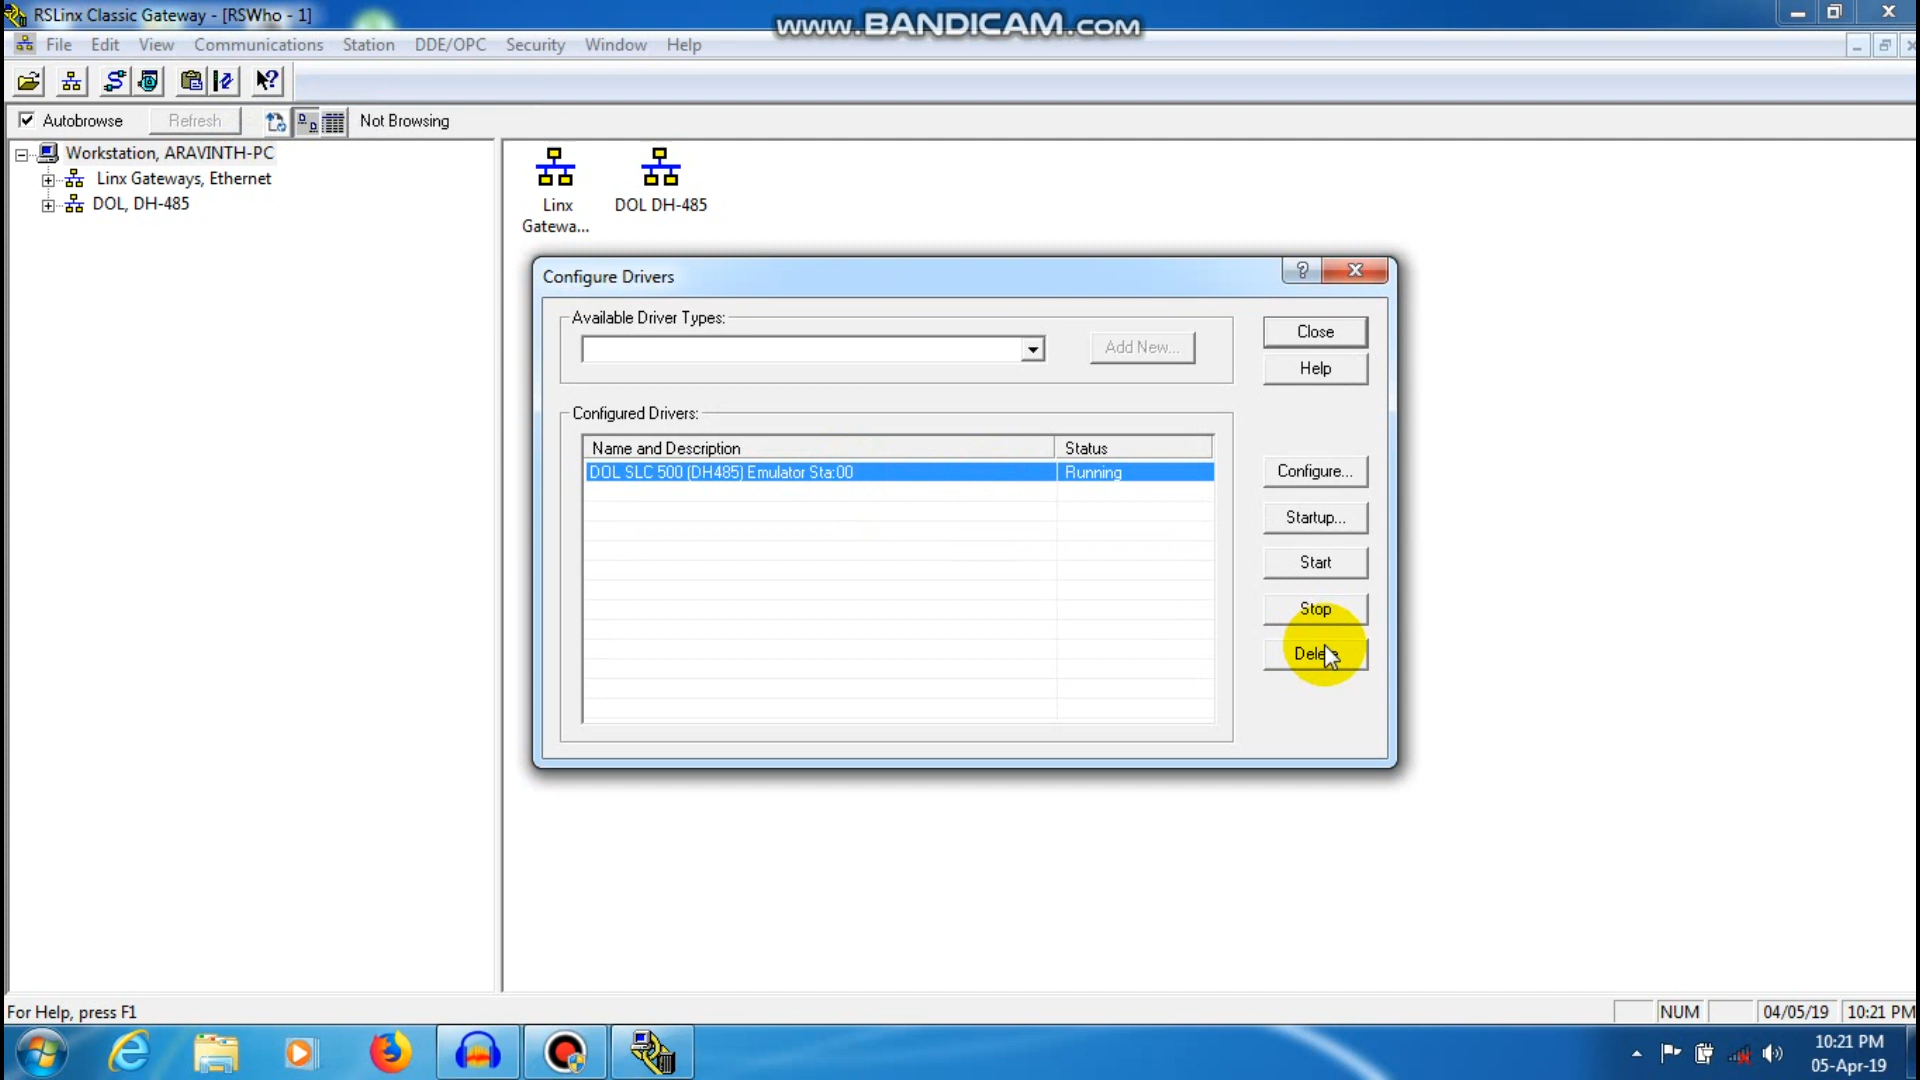 RSLinx Classic Gateway - [RSWho - 1]
www.BANDICAM.com
File Edit View Communications Station DDE/OPC Security Window Help
Autobrowse Refresh Not Browsing
Workstation, ARAVINTH-PC
Linx Gateways, Ethernet
DOL, DH-485
Linx
Gatewa...
DOL DH-485
Configure Drivers
Available Driver Types:
Add New...
Close
Help
Configured Drivers:
Name and Description Status
DOL SLC 500 (DH485) Emulator Sta:00 Running
Configure...
Startup...
Start
Stop
Delete
For Help, press F1
NUM 04/05/19 10:21 PM
10:21 PM
05-Apr-19